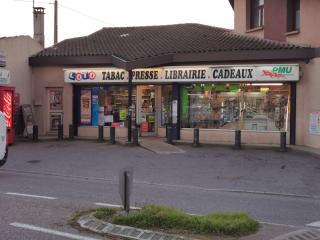 LOTO TABAC . PRESSE . LIBRAIRIE . CADEAUX PMU